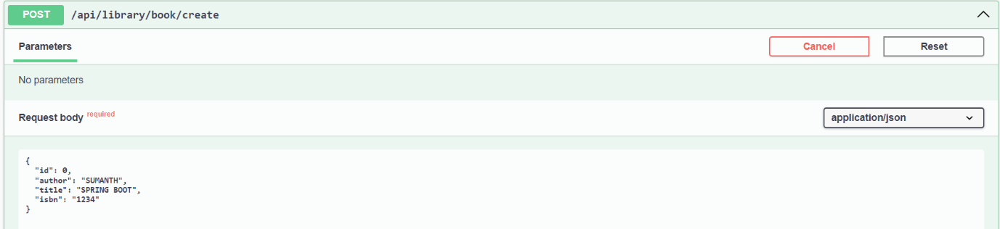 POST /api/library/book/create
Parameters Cancel Reset
No parameters
Request body required application/json
{
"id": 0,
"author": "SUMANTH",
"title": "SPRING BOOT",
"isbn": "1234"
}